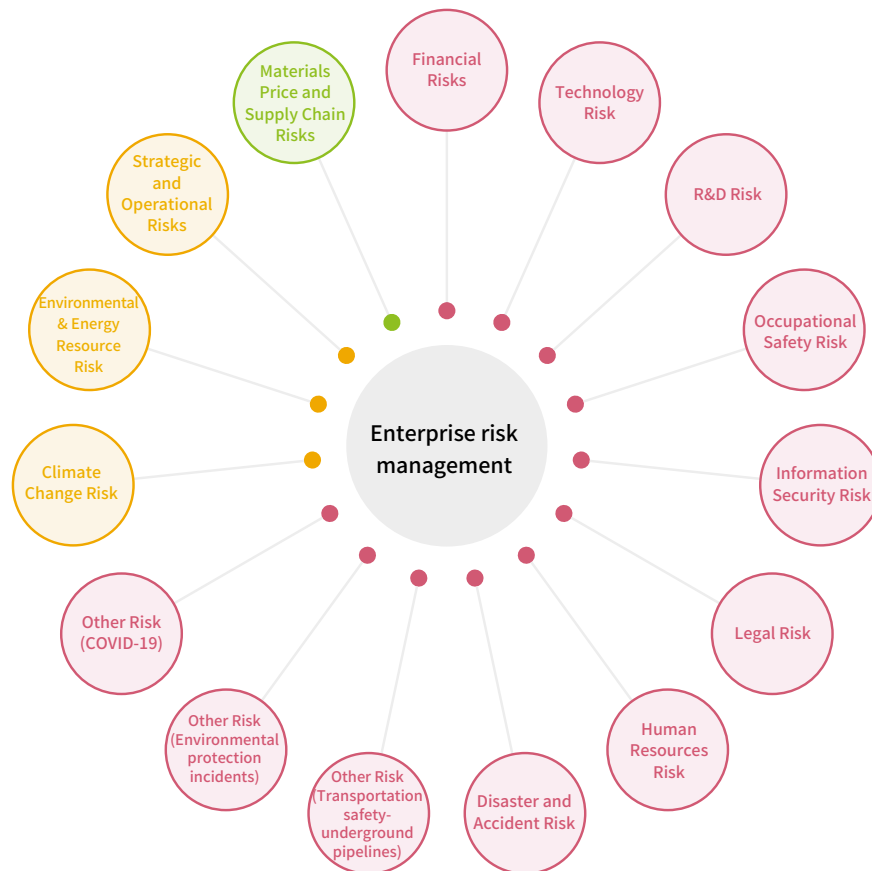 Enterprise risk
management
Financial
Risks
Technology
Risk
R&D Risk
Occupational
Safety Risk
Information
Security Risk
Legal Risk
Human
Resources
Risk
Disaster and
Accident Risk
Other Risk
(Transportation
safety-
underground
pipelines)
Other Risk
(Environmental
protection
incidents)
Other Risk
(COVID-19)
Climate
Change Risk
Environmental
& Energy
Resource
Risk
Strategic
and
Operational
Risks
Materials
Price and
Supply Chain
Risks